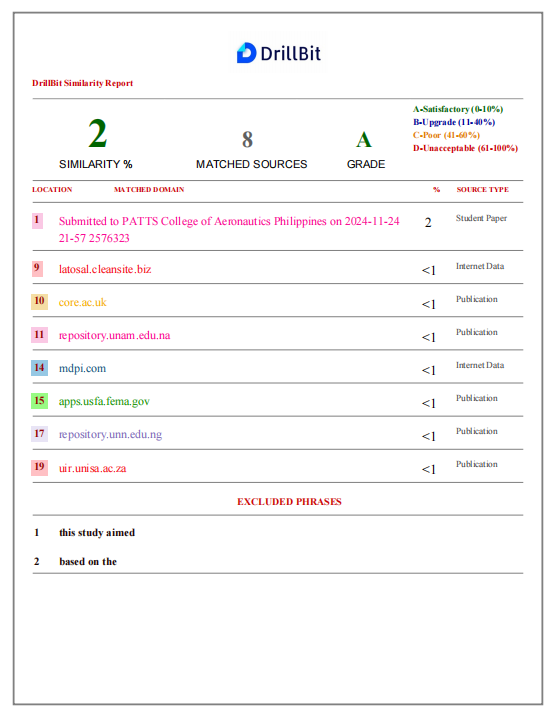 DrillBit
DrillBit Similarity Report
A-Satisfactory (0-10%)
B-Upgrade (11-40%)
C-Poor (41-60%)
D-Unacceptable (61-100%)
2
SIMILARITY %
8
MATCHED SOURCES
A
GRADE
LOCATION MATCHED DOMAIN % SOURCE TYPE
1 Submitted to PATTS College of Aeronautics Philippines on 2024-11-24 2 Student Paper
21-57 2576323
9 latosal.cleansite.biz <1 Internet Data
10 core.ac.uk <1 Publication
11 repository.unam.edu.na <1 Publication
14 mdpi.com <1 Internet Data
15 apps.usfa.fema.gov <1 Publication
17 repository.unn.edu.ng <1 Publication
19 uir.unisa.ac.za <1 Publication
EXCLUDED PHRASES
1 this study aimed
2 based on the